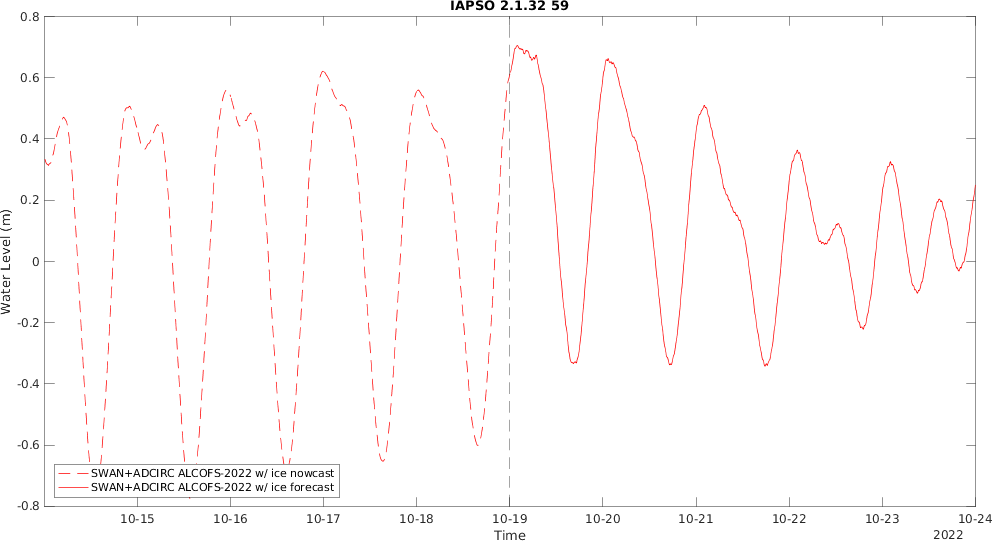 IAPSO 2.1.32 59
0.8
0.6
0.4
0.2
0
-0.2
-0.4
-0.6
-0.8
Water Level (m)
SWAN+ADCIRC ALCOFS-2022 w/ ice nowcast
SWAN+ADCIRC ALCOFS-2022 w/ ice forecast
10-15 10-16 10-17 10-18 10-19 10-20 10-21 10-22 10-23 10-24
Time
2022